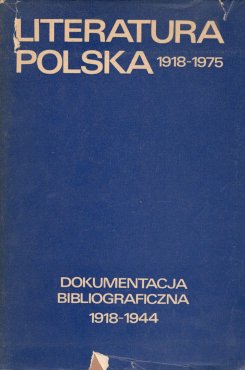 LITERATURA
POLSKA 1918-1975
DOKUMENTACJA
BIBLIOGRAFICZNA
1918-1944